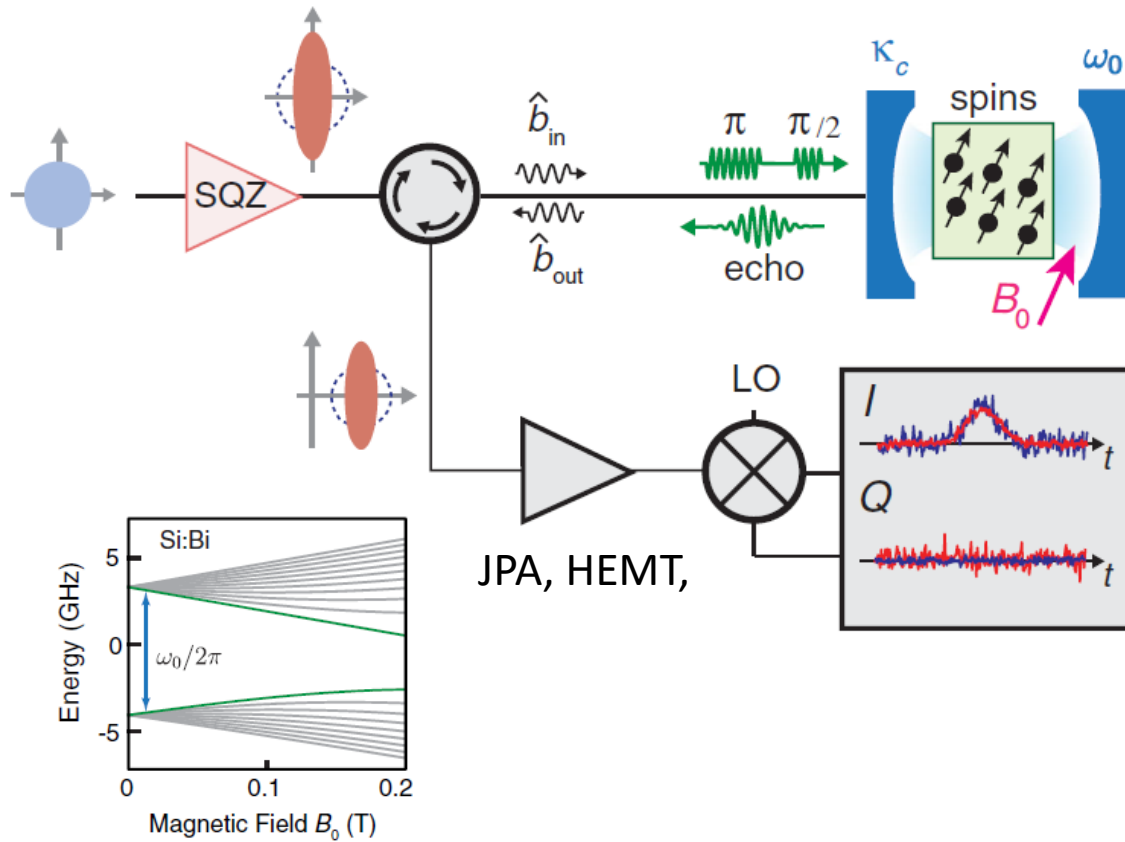 κc
ω0
spins
π π/2
b̂in
SQZ
b̂out
echo
B0
LO
I
t
Q
t
JPA, HEMT,
Si:Bi
5
0
-5
Energy (GHz)
ω0/2π
0 0.1 0.2
Magnetic Field B0 (T)